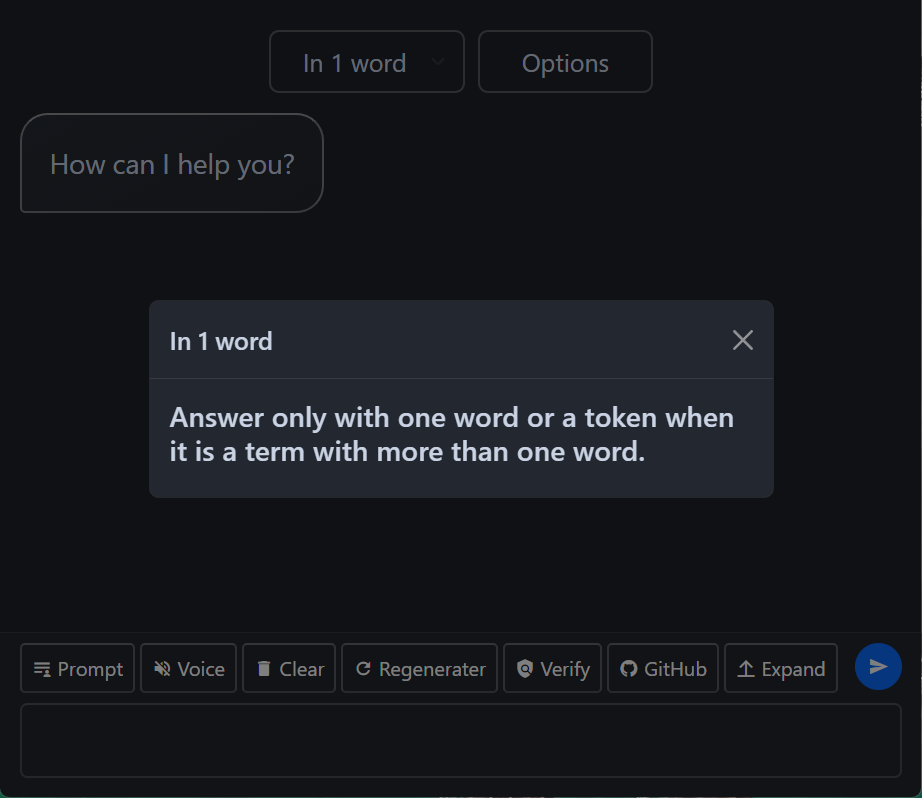 In 1 word
Options
How can I help you?
In 1 word
Answer only with one word or a token when
it is a term with more than one word.
Prompt
Voice
Clear
Regenerater
Verify
GitHub
Expand